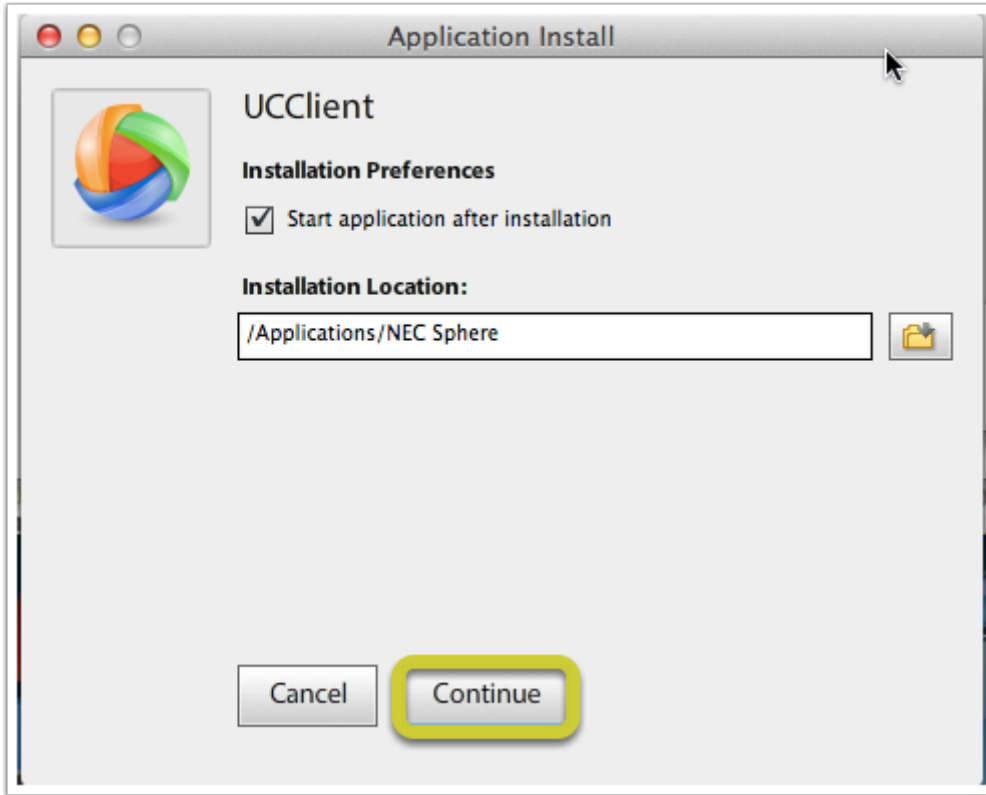 Application Install
UCClient
Installation Preferences
Start application after installation
Installation Location:
/Applications/NEC Sphere
Cancel
Continue